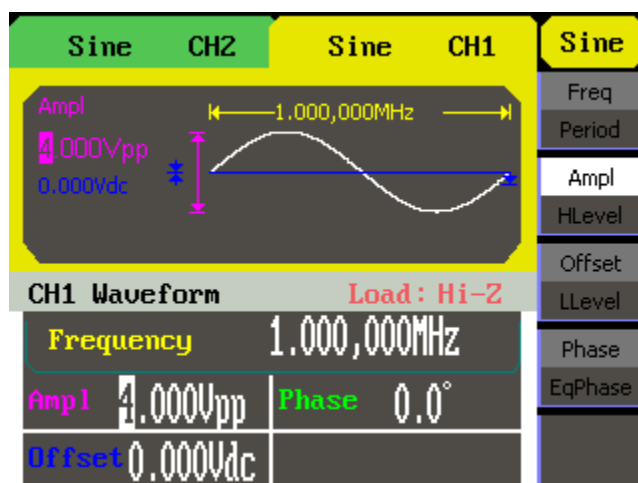 Sine CH2 Sine CH1 Sine
Ampl
1.000,000MHz
4.000Vpp
0.000Vdc
Freq
Period
Ampl
HLevel
Offset
LLevel
Phase
EqPhase
CH1 Waveform Load: Hi-Z
Frequency 1.000,000MHz
Ampl 4.000Vpp Phase 0.0°
Offset 0.000Vdc